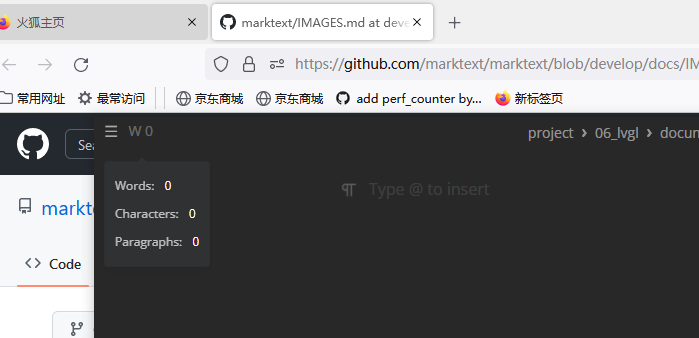 火狐主页
marktext/IMAGES.md at deve
https://github.com/marktext/marktext/blob/develop/docs/IM
常用网址 最常访问 京东商城 京东商城 add perf_counter by... 新标签页
Sea
W 0
project > 06_lvgl > docum
Words: 0
Characters: 0
Paragraphs: 0
Type @ to insert
markte
Code